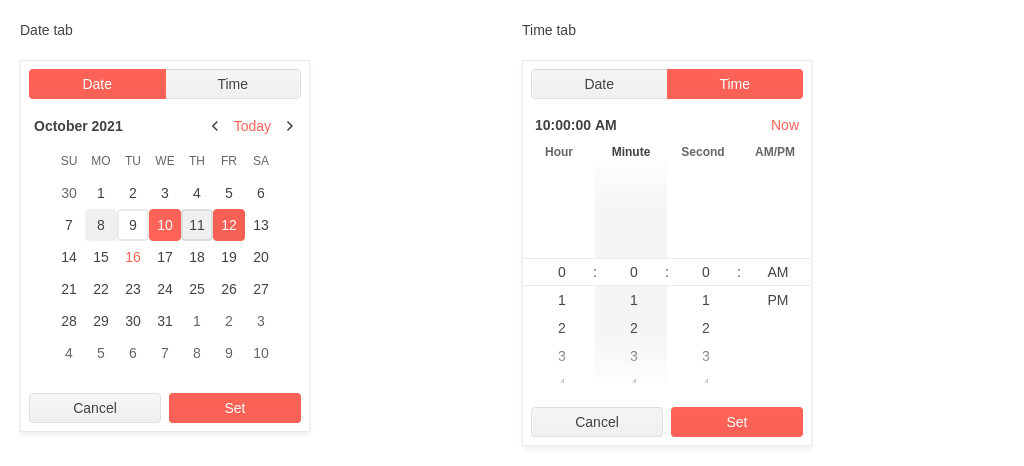 Date tab
Date Time
October 2021 Today
SU MO TU WE TH FR SA
30 1 2 3 4 5 6
7 8 9 10 11 12 13
14 15 16 17 18 19 20
21 22 23 24 25 26 27
28 29 30 31 1 2 3
4 5 6 7 8 9 10
Cancel Set
Time tab
Date Time
10:00:00 AM Now
Hour Minute Second AM/PM
0 : 0 : 0 : AM
1 1 1 PM
2 2 2
3 3 3
4 4 4
Cancel Set